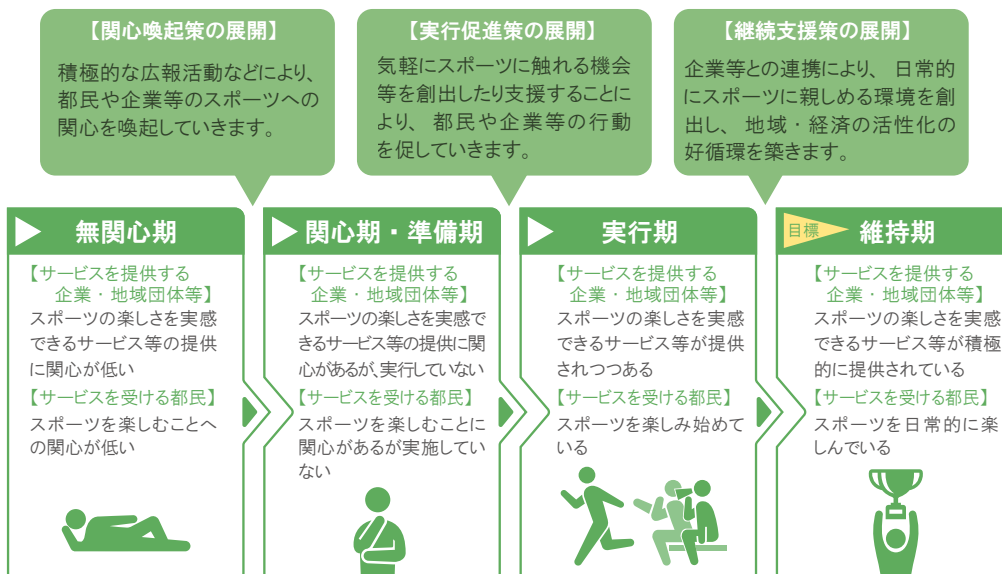 【関心喚起策の展開】
積極的な広報活動などにより、
都民や企業等のスポーツへの
関心を喚起していきます。
【実行促進策の展開】
気軽にスポーツに触れる機会
等を創出したり支援することに
より、都民や企業等の行動
を促していきます。
【継続支援策の展開】
企業等との連携により、日常的
にスポーツに親しめる環境を創
出し、地域・経済の活性化の
好循環を築きます。
無関心期
【サービスを提供する
企業・地域団体等】
スポーツの楽しさを実感
できるサービス等の提供
に関心が低い
【サービスを受ける都民】
スポーツを楽しむことへ
の関心が低い
関心期・準備期
【サービスを提供する
企業・地域団体等】
スポーツの楽しさを実感で
きるサービス等の提供に関
心があるが、実行していない
【サービスを受ける都民】
スポーツを楽しむことに
関心があるが実施してい
ない
実行期
【サービスを提供する
企業・地域団体等】
スポーツの楽しさを実感
できるサービス等が提供
されつつある
【サービスを受ける都民】
スポーツを楽しみ始めて
いる
目標
維持期
【サービスを提供する
企業・地域団体等】
スポーツの楽しさを実感
できるサービス等が積極
的に提供されている
【サービスを受ける都民】
スポーツを日常的に楽
しんでいる